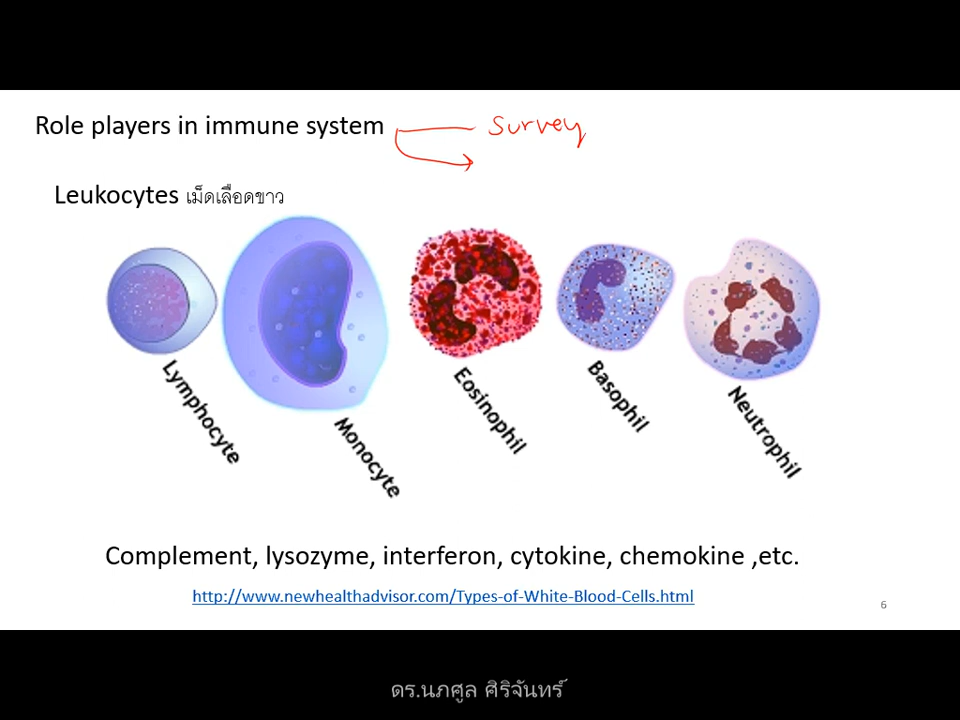 Role players in immune system
survey
Leukocytes เม็ดเลือดขาว
Lymphocyte
Monocyte
Eosinophil
Basophil
Neutrophil
Complement, lysozyme, interferon, cytokine, chemokine ,etc.
http://www.newhealthadvisor.com/Types-of-White-Blood-Cells.html
6
ดร.นภศูล ศิริจันทร์